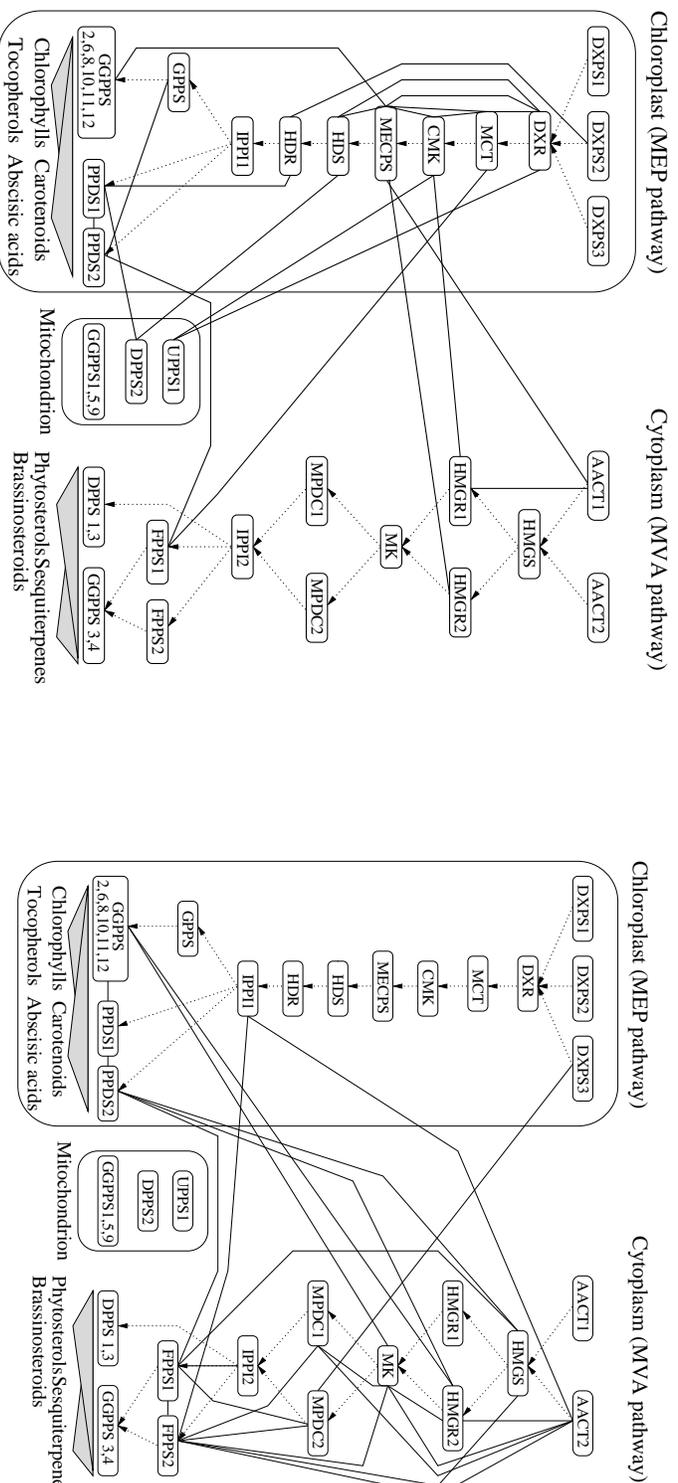 Chloroplast (MEP pathway)
Cytoplasm (MVA pathway)
DXPS1
DXPS2
DXPS3
AACT1
AACT2
DXR
HMGS
MCT
CMK
HMGR1
HMGR2
MECPS
MK
HDS
HDR
MPDC1
MPDC2
IPPI1
IPPI2
GPPS
UPPS1
FPPS1
FPPS2
DPPS2
GGPPS
2,6,8,10,11,12
PPDS1
PPDS2
GGPPS1,5,9
DPPS 1,3
GGPPS 3,4
Mitochondrion
Chlorophylls Carotenoids
Tocopherols Abscisic acids
Phytosterols Sesquiterpenes
Brassinosteroids
Chloroplast (MEP pathway)
Cytoplasm (MVA pathway)
DXPS1
DXPS2
DXPS3
AACT1
AACT2
DXR
HMGS
MCT
CMK
HMGR1
HMGR2
MECPS
MK
HDS
HDR
MPDC1
MPDC2
IPPI1
IPPI2
GPPS
UPPS1
FPPS1
FPPS2
DPPS2
GGPPS
2,6,8,10,11,12
PPDS1
PPDS2
GGPPS1,5,9
DPPS 1,3
GGPPS 3,4
Mitochondrion
Chlorophylls Carotenoids
Tocopherols Abscisic acids
Phytosterols Sesquiterpene
Brassinosteroids